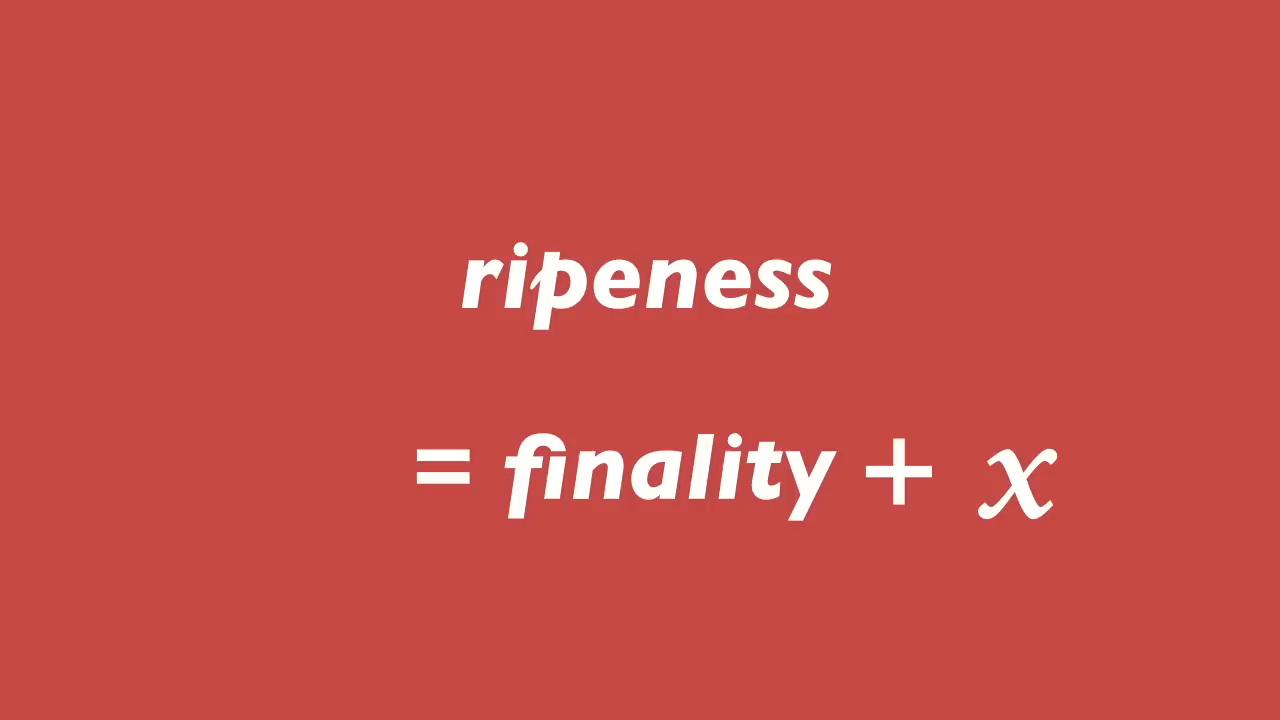 ripeness
= finality + x